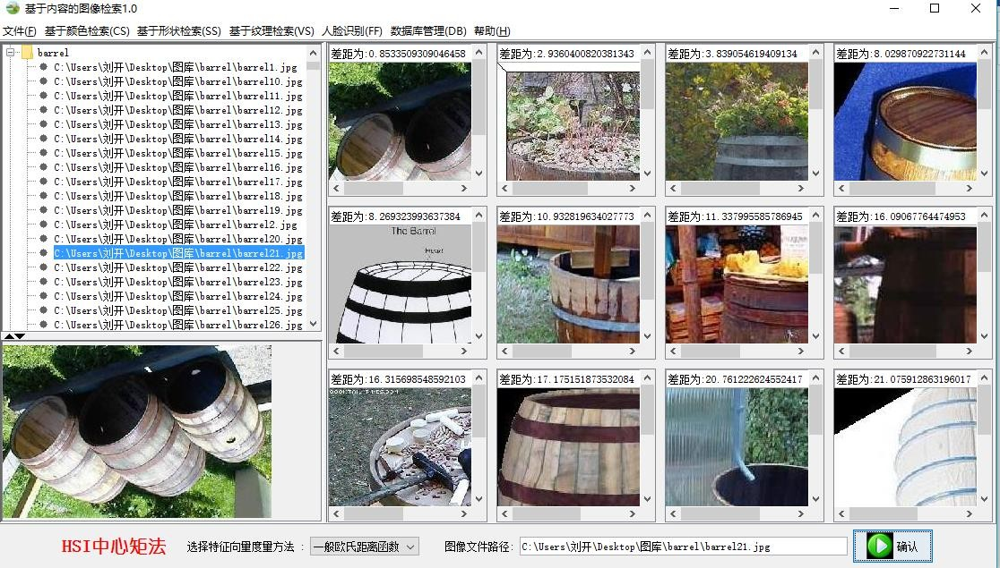 基于内容的图像检索1.0
文件(F) 基于颜色检索(CS) 基于形状检索(SS) 基于纹理检索(VS) 人脸识别(FF) 数据库管理(DB) 帮助(H)
barrel
C:\Users\刘开\Desktop\图库\barrel\barrel1.jpg
C:\Users\刘开\Desktop\图库\barrel\barrel10.jpg
C:\Users\刘开\Desktop\图库\barrel\barrel11.jpg
C:\Users\刘开\Desktop\图库\barrel\barrel12.jpg
C:\Users\刘开\Desktop\图库\barrel\barrel13.jpg
C:\Users\刘开\Desktop\图库\barrel\barrel14.jpg
C:\Users\刘开\Desktop\图库\barrel\barrel15.jpg
C:\Users\刘开\Desktop\图库\barrel\barrel16.jpg
C:\Users\刘开\Desktop\图库\barrel\barrel17.jpg
C:\Users\刘开\Desktop\图库\barrel\barrel18.jpg
C:\Users\刘开\Desktop\图库\barrel\barrel19.jpg
C:\Users\刘开\Desktop\图库\barrel\barrel2.jpg
C:\Users\刘开\Desktop\图库\barrel\barrel20.jpg
C:\Users\刘开\Desktop\图库\barrel\barrel21.jpg
C:\Users\刘开\Desktop\图库\barrel\barrel22.jpg
C:\Users\刘开\Desktop\图库\barrel\barrel23.jpg
C:\Users\刘开\Desktop\图库\barrel\barrel24.jpg
C:\Users\刘开\Desktop\图库\barrel\barrel25.jpg
C:\Users\刘开\Desktop\图库\barrel\barrel26.jpg
差距为:0.8533509309046458
差距为:2.9360400820381343
差距为:3.839054619409134
差距为:8.029870922731144
差距为:8.269323993637384
The Barrel
Head
差距为:10.932819634027773
差距为:11.337995585786945
差距为:16.09067764474953
差距为:16.315698548592103
差距为:17.175151873532084
差距为:20.761222624552417
差距为:21.075912863196017
HSI中心矩法 选择特征向量度量方法 : 一般欧氏距离函数 图像文件路径: C:\Users\刘开\Desktop\图库\barrel\barrel21.jpg 确认